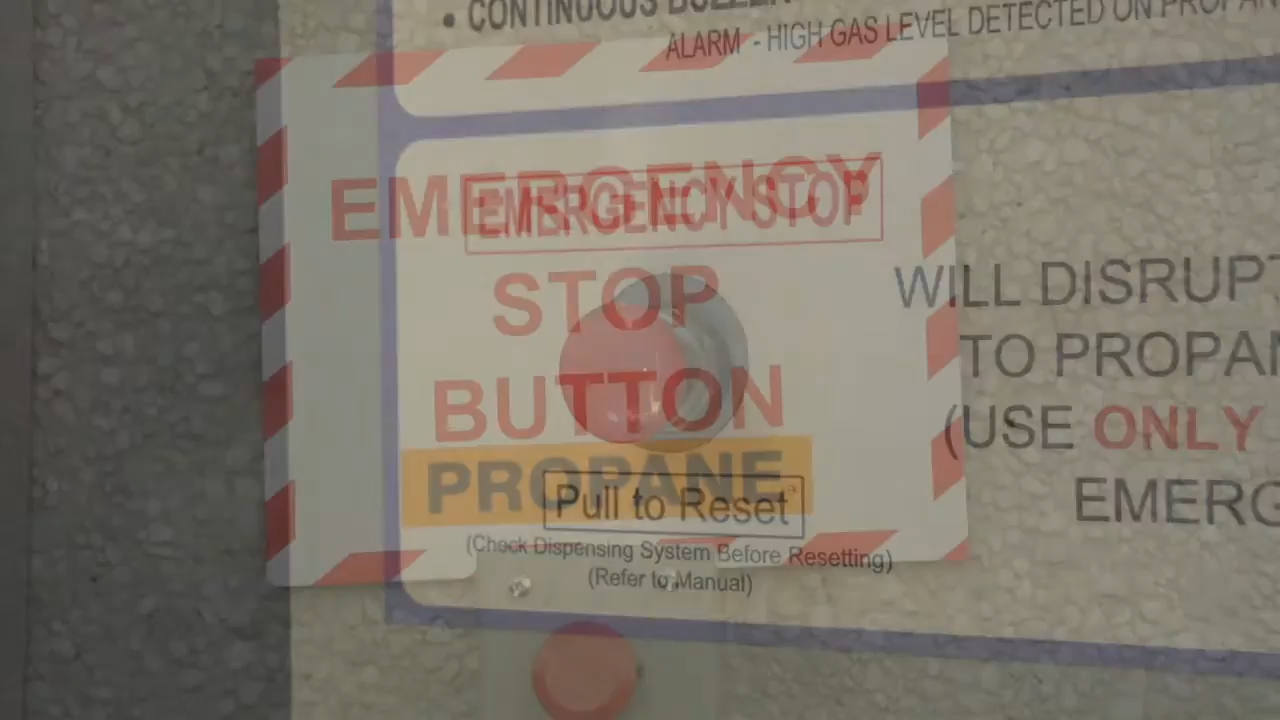 • CONTINUOUS BUZZER
ALARM - HIGH GAS LEVEL DETECTED ON
EMERGENCY
STOP
BUTTON
PROPANE
EMERGENCY STOP
Pull to Reset
(Check Dispensing System Before Resetting)
(Refer to Manual)
WILL DISRUPT
TO PROPAN
(USE ONLY
EMERG